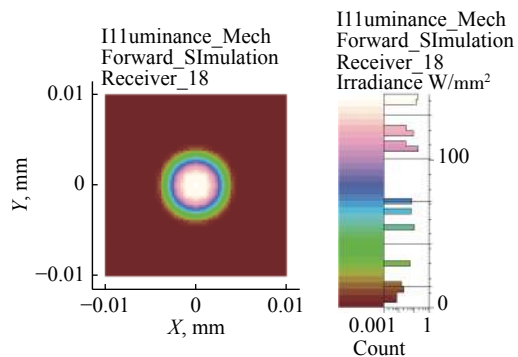 I11uminance_Mech
Forward_SImulation
Receiver_18
0.01
0
−0.01
Y, mm
−0.01 0 0.01
X, mm
I11uminance_Mech
Forward_SImulation
Receiver_18
Irradiance W/mm²
100
0
0.001 1
Count